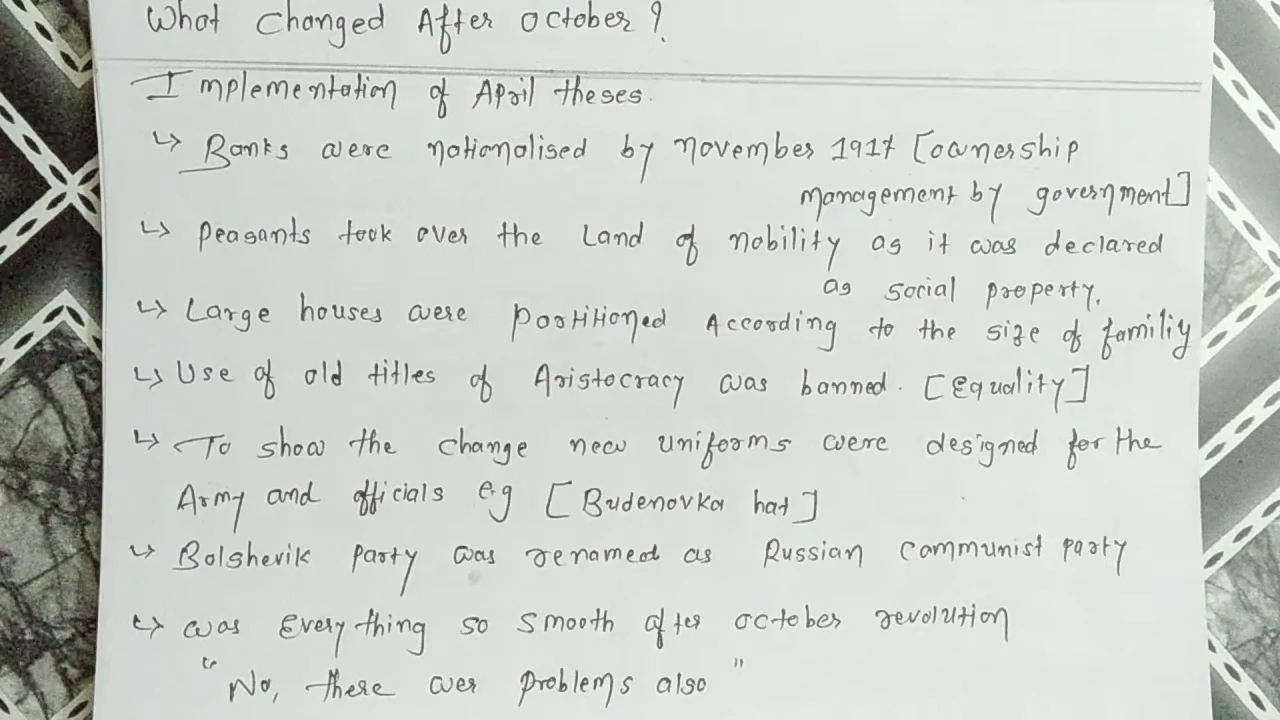 What changed After October ?
Implementation of April theses.
↳ Banks were nationalised by november 1917 [ownership
management by government]
↳ Peasants took over the Land of nobility as it was declared
as social property.
↳ Large houses were Partitioned According to the size of familiy
↳ Use of old titles of Aristocracy was banned. [Equality]
↳ To show the change new uniforms were designed for the
Army and officials e.g [Budenovka hat]
↳ Bolshevik Party was renamed as Russian Communist party
↳ was Everything so smooth after october revolution
"No, there wer problems also"